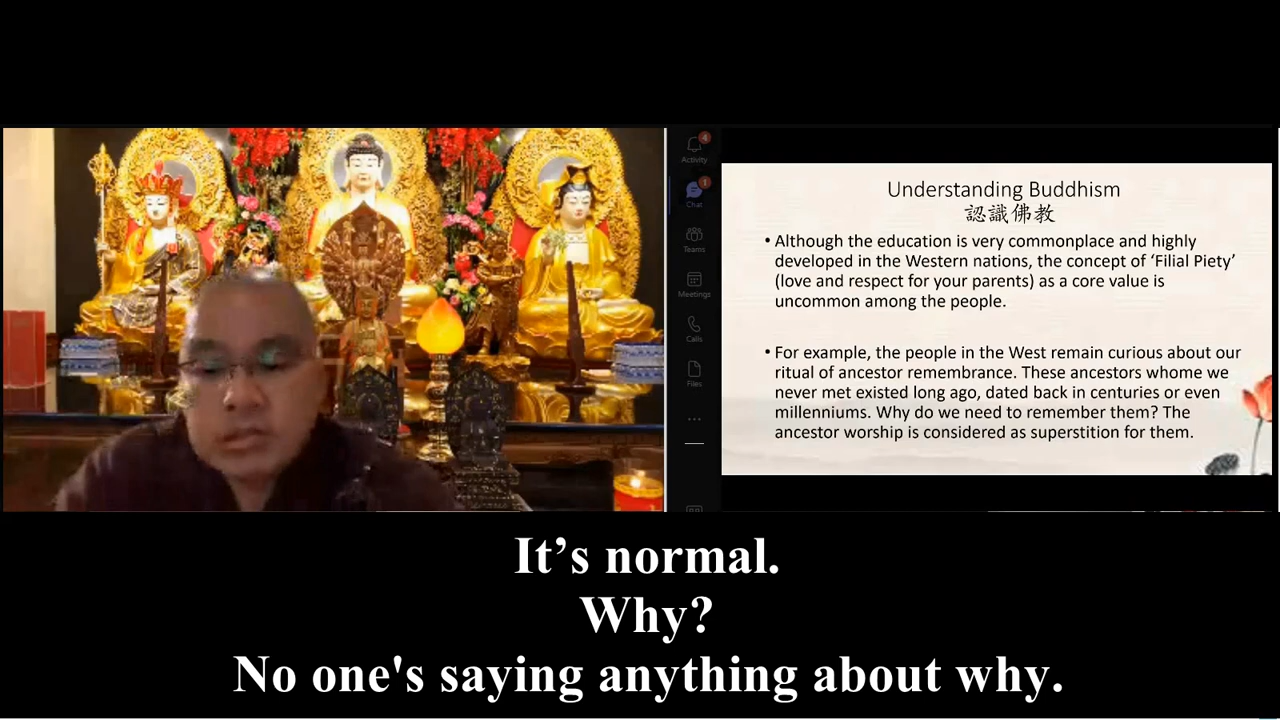 Activity
4
Chat
1
Teams
Meetings
Calls
Files
Understanding Buddhism
認識佛教
• Although the education is very commonplace and highly
developed in the Western nations, the concept of ‘Filial Piety’
(love and respect for your parents) as a core value is
uncommon among the people.
• For example, the people in the West remain curious about our
ritual of ancestor remembrance. These ancestors whome we
never met existed long ago, dated back in centuries or even
millenniums. Why do we need to remember them? The
ancestor worship is considered as superstition for them.
It’s normal.
Why?
No one's saying anything about why.